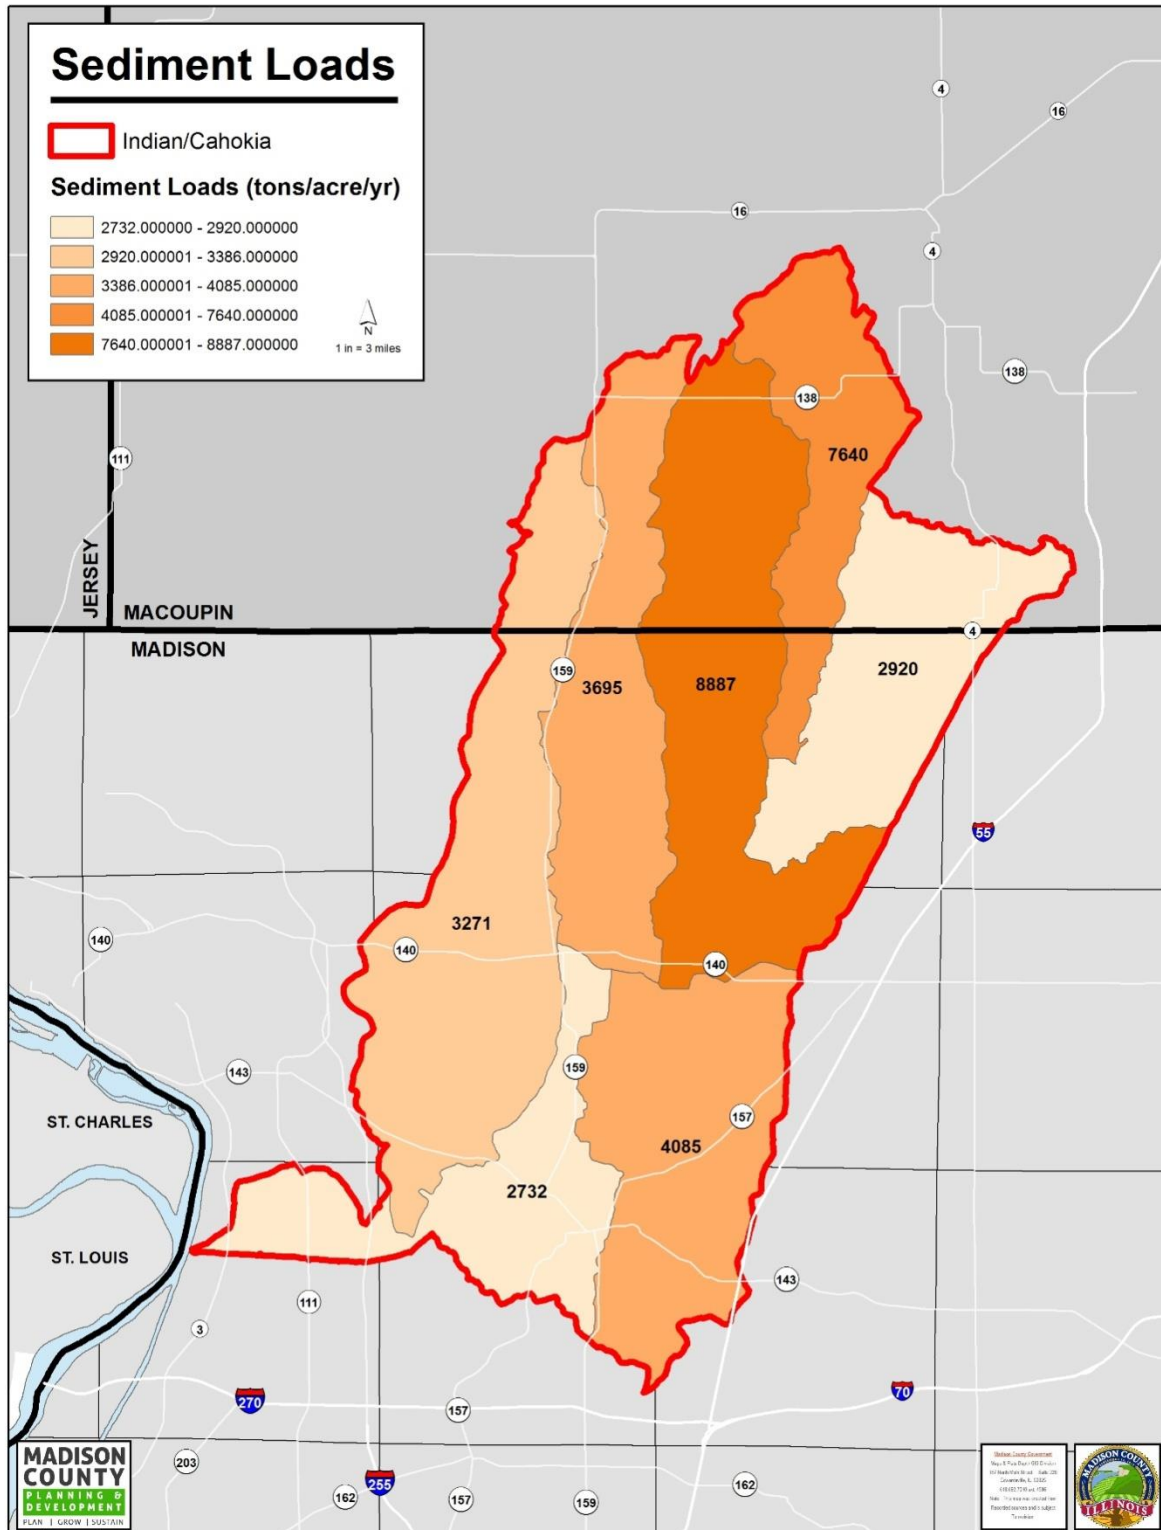 Sediment Loads
Indian/Cahokia
Sediment Loads (tons/acre/yr)
2732.000000 - 2920.000000
2920.000001 - 3386.000000
3386.000001 - 4085.000000
4085.000001 - 7640.000000
7640.000001 - 8887.000000
N
1 in = 3 miles
4
16
16
4
138
138
111
7640
JERSEY
MACOUPIN
MADISON
4
159
3695
8887
2920
55
3271
140
140
140
143
159
ST. CHARLES
157
4085
2732
ST. LOUIS
143
111
3
270
70
157
203
255
162
157
159
162
MADISON
COUNTY
PLANNING &
DEVELOPMENT
PLAN | GROW | SUSTAIN
Madison County Government
MADISON COUNTY
ILLINOIS